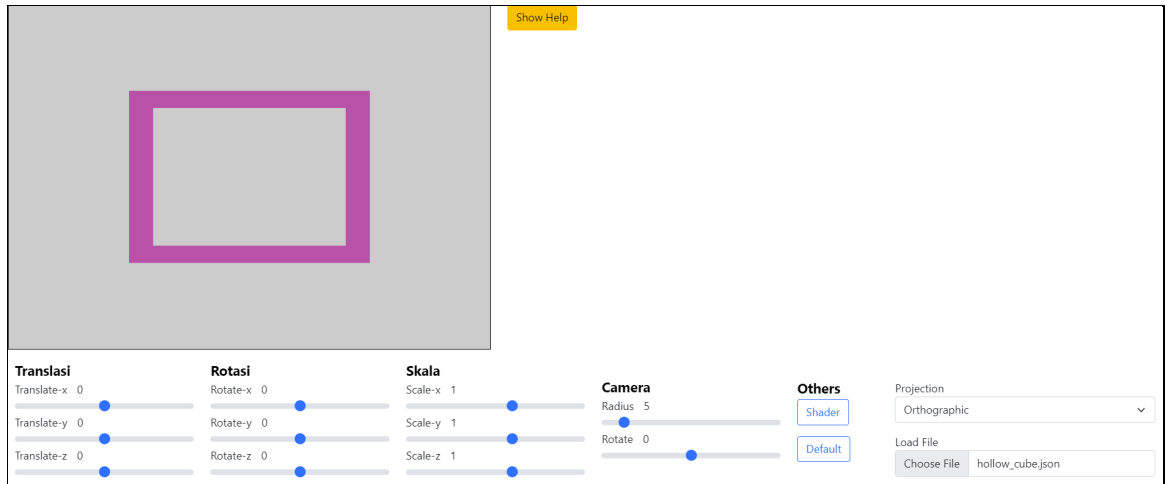 Show Help
Translasi
Translate-x 0
Translate-y 0
Translate-z 0
Rotasi
Rotate-x 0
Rotate-y 0
Rotate-z 0
Skala
Scale-x 1
Scale-y 1
Scale-z 1
Camera
Radius 5
Rotate 0
Others
Shader
Default
Projection
Orthographic
Load File
Choose File hollow_cube.json